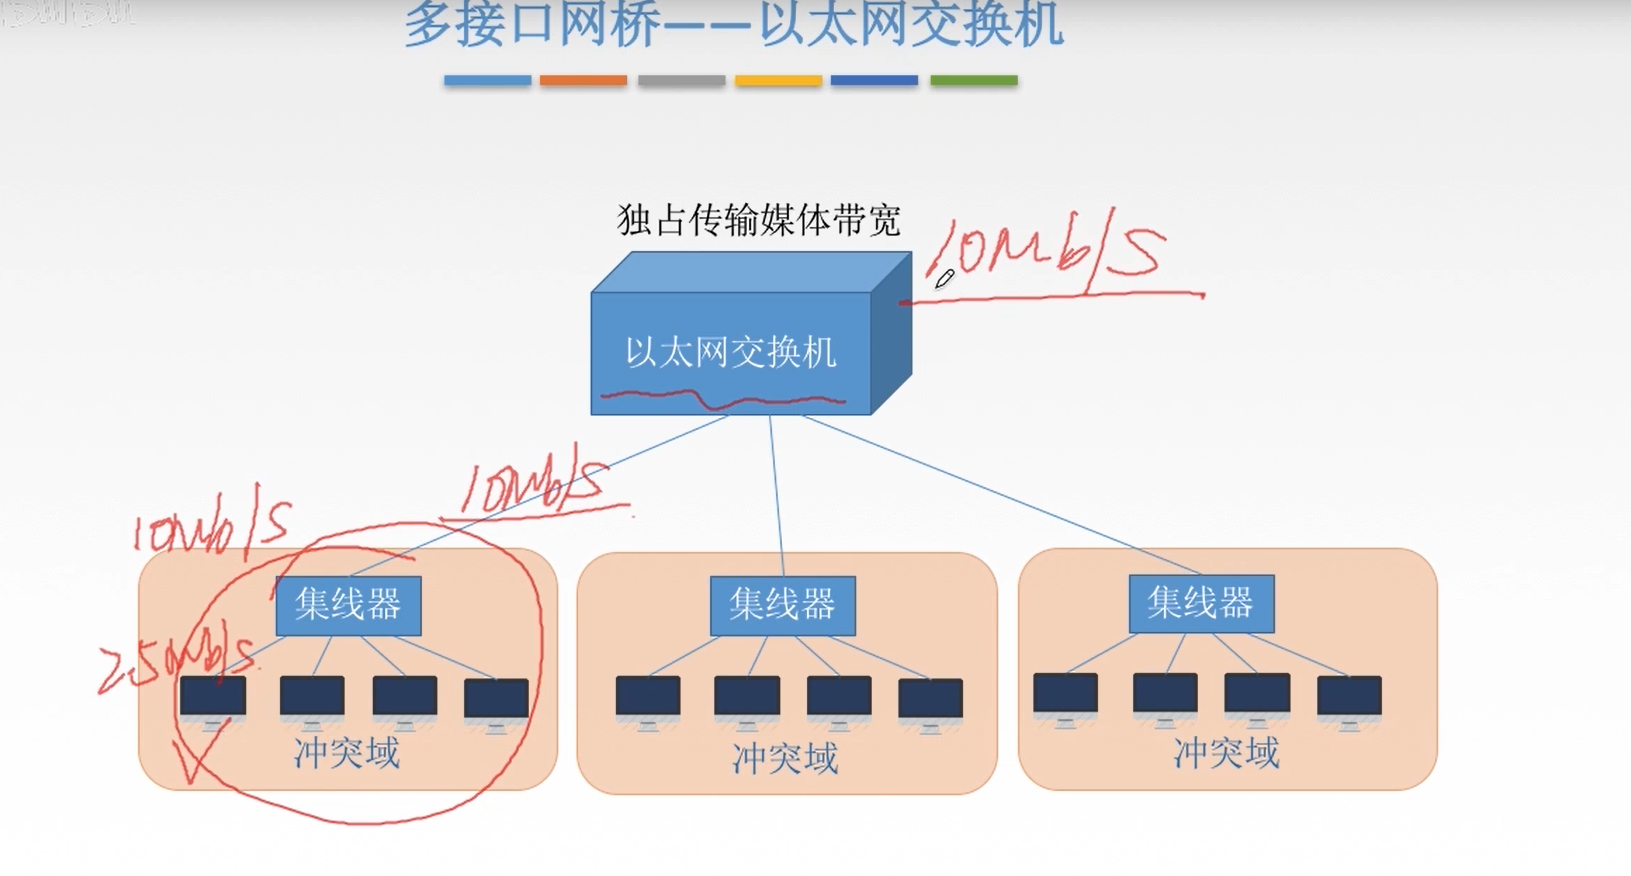 多接口网桥——以太网交换机
独占传输媒体带宽
10Mb/s
以太网交换机
10Mb/s
10Mb/s
集线器
集线器
集线器
2.5Mb/s
冲突域
冲突域
冲突域